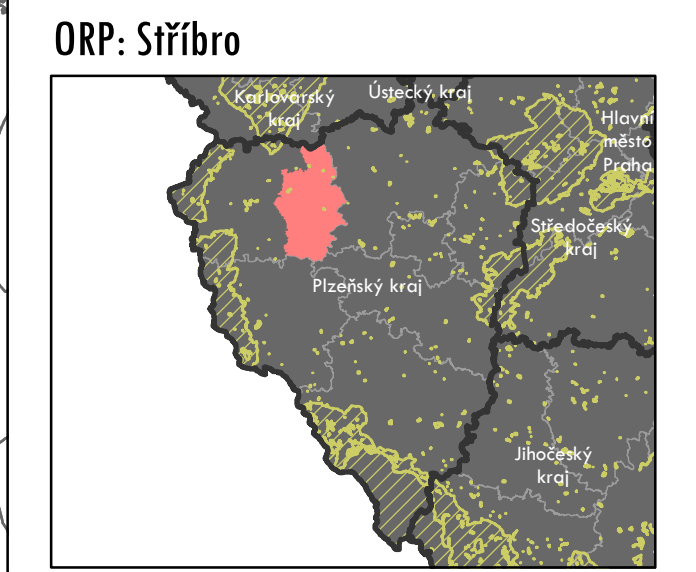 ORP: Stříbro
Karlovarský
kraj
Ústecký kraj
Hlavní
město
Praha
Středočeský
kraj
Plzeňský kraj
Jihočeský
kraj